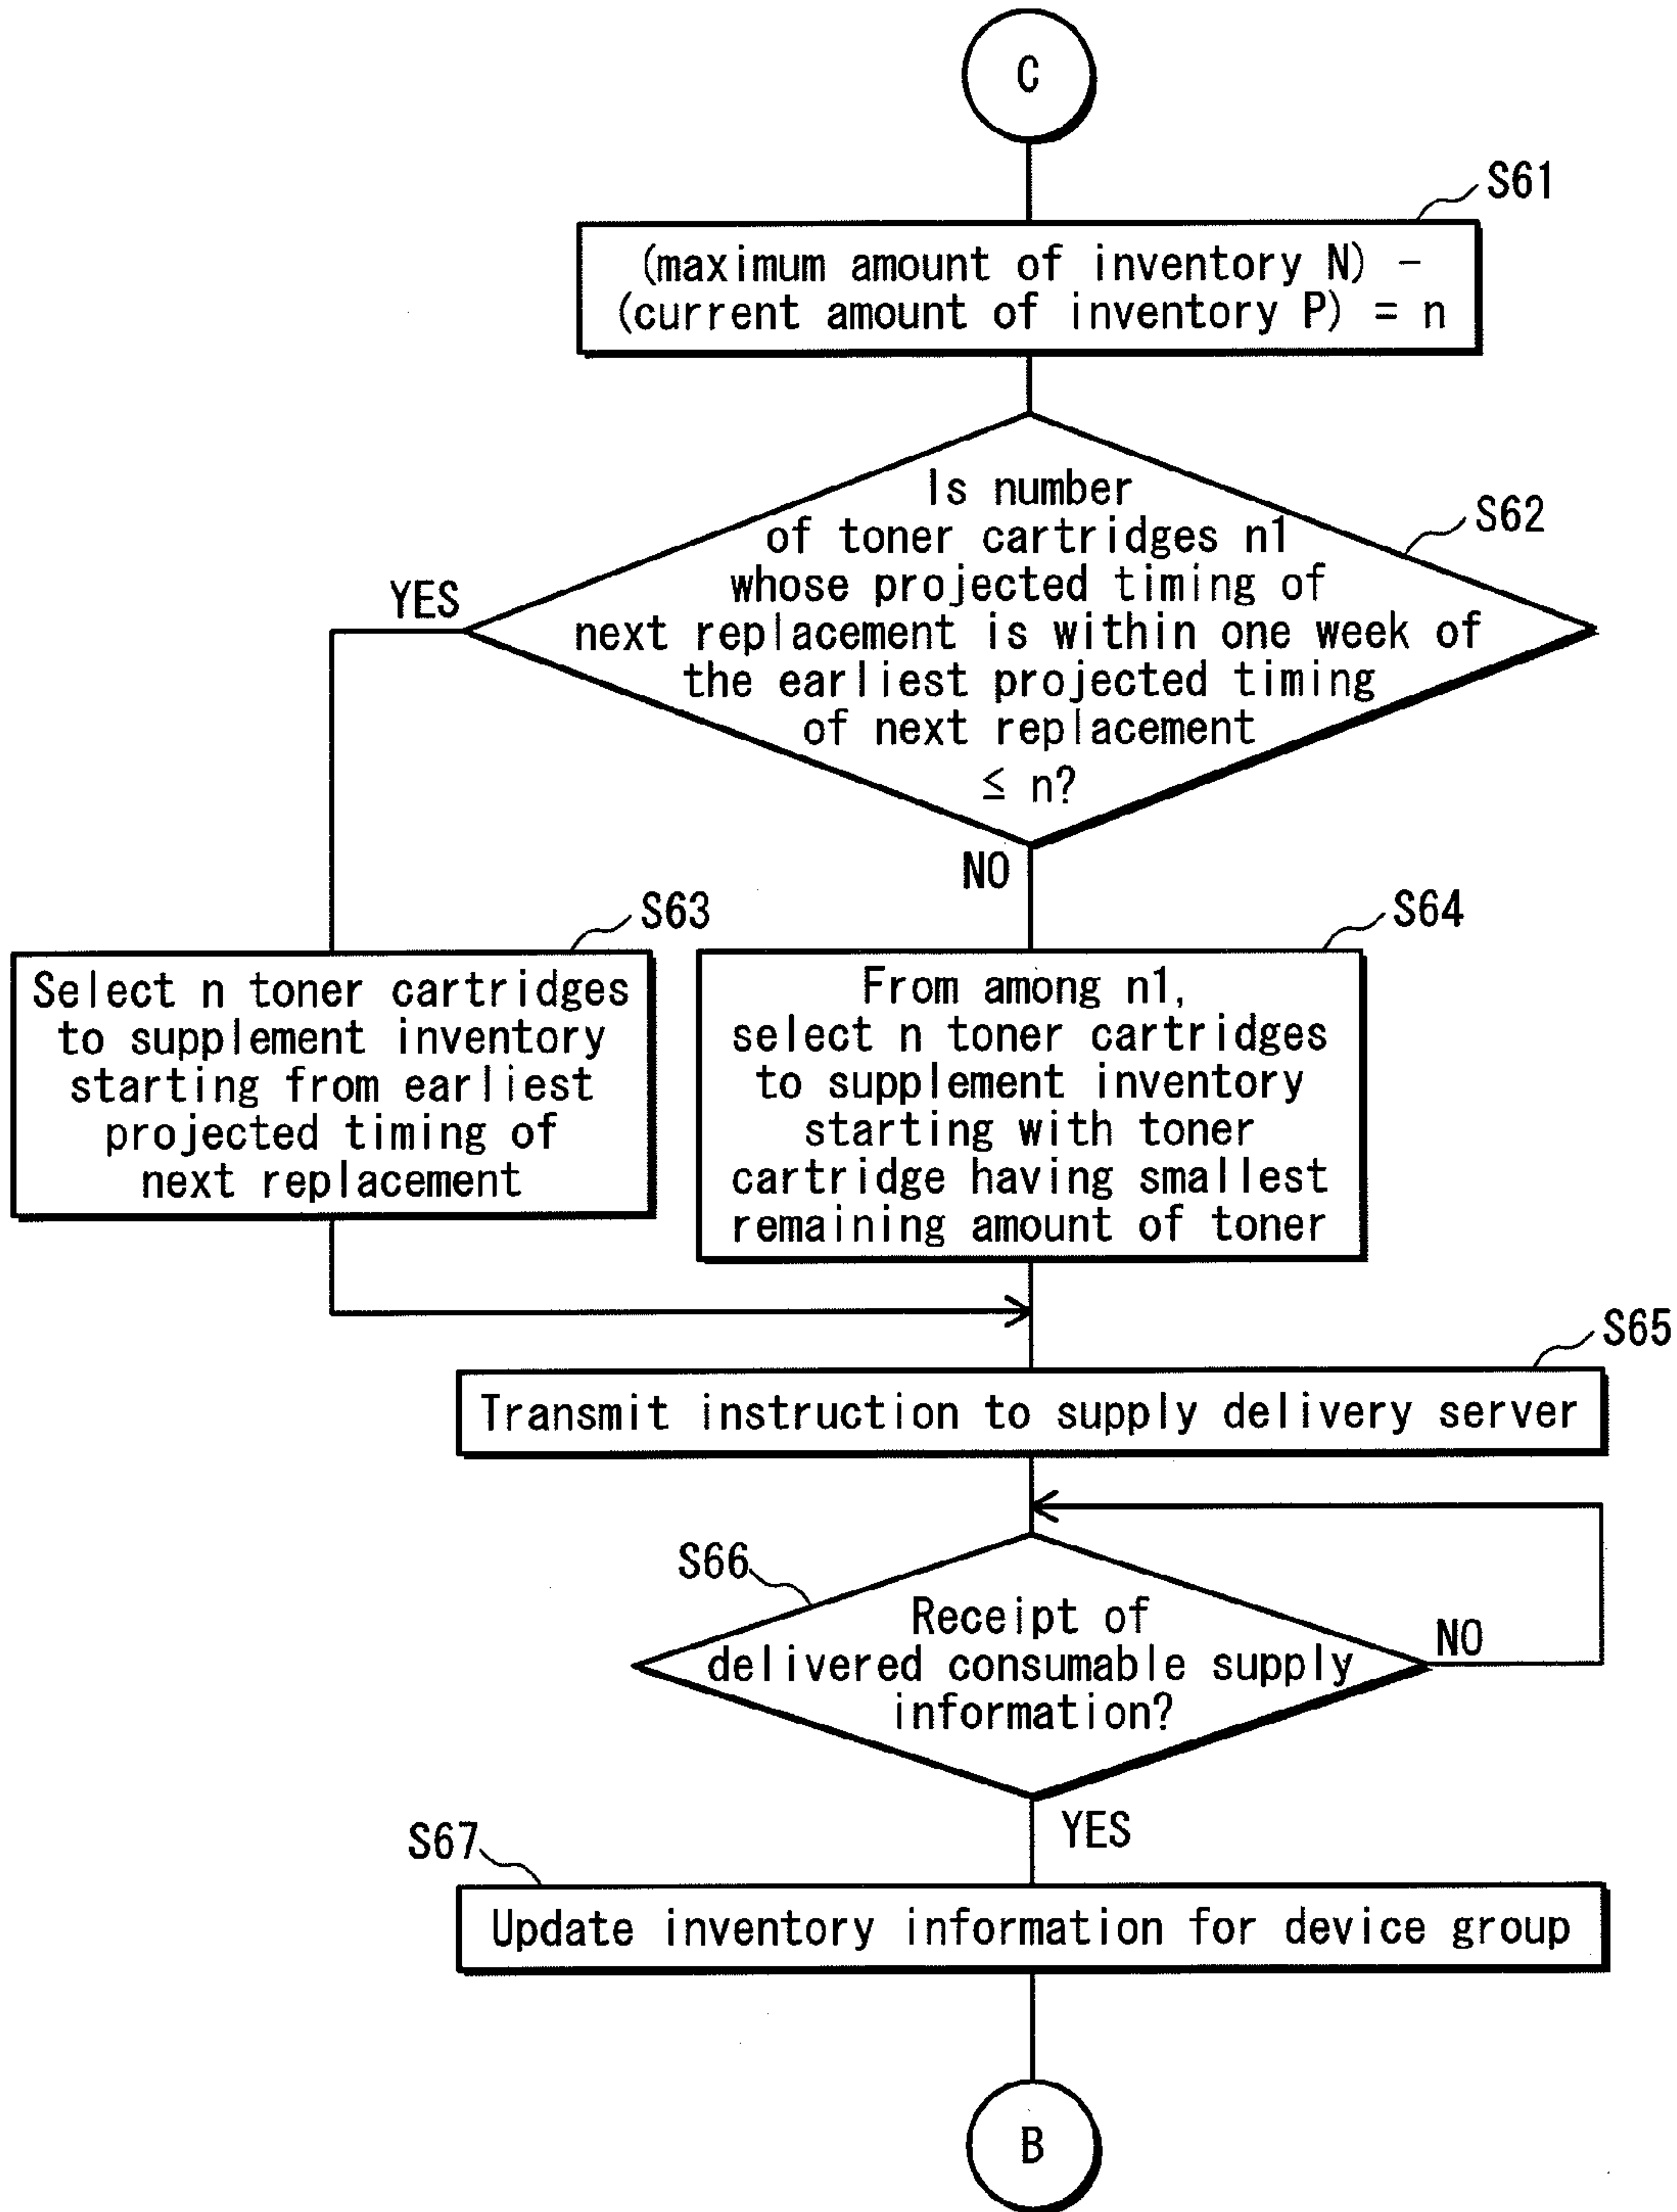 C
S61
(maximum amount of inventory N) -
(current amount of inventory P) = n
S62
Is number
of toner cartridges n1
whose projected timing of
next replacement is within one week of
the earliest projected timing
of next replacement
≤ n?
YES
NO
S63
Select n toner cartridges
to supplement inventory
starting from earliest
projected timing of
next replacement
S64
From among n1,
select n toner cartridges
to supplement inventory
starting with toner
cartridge having smallest
remaining amount of toner
S65
Transmit instruction to supply delivery server
S66
Receipt of
delivered consumable supply
information?
NO
YES
S67
Update inventory information for device group
B